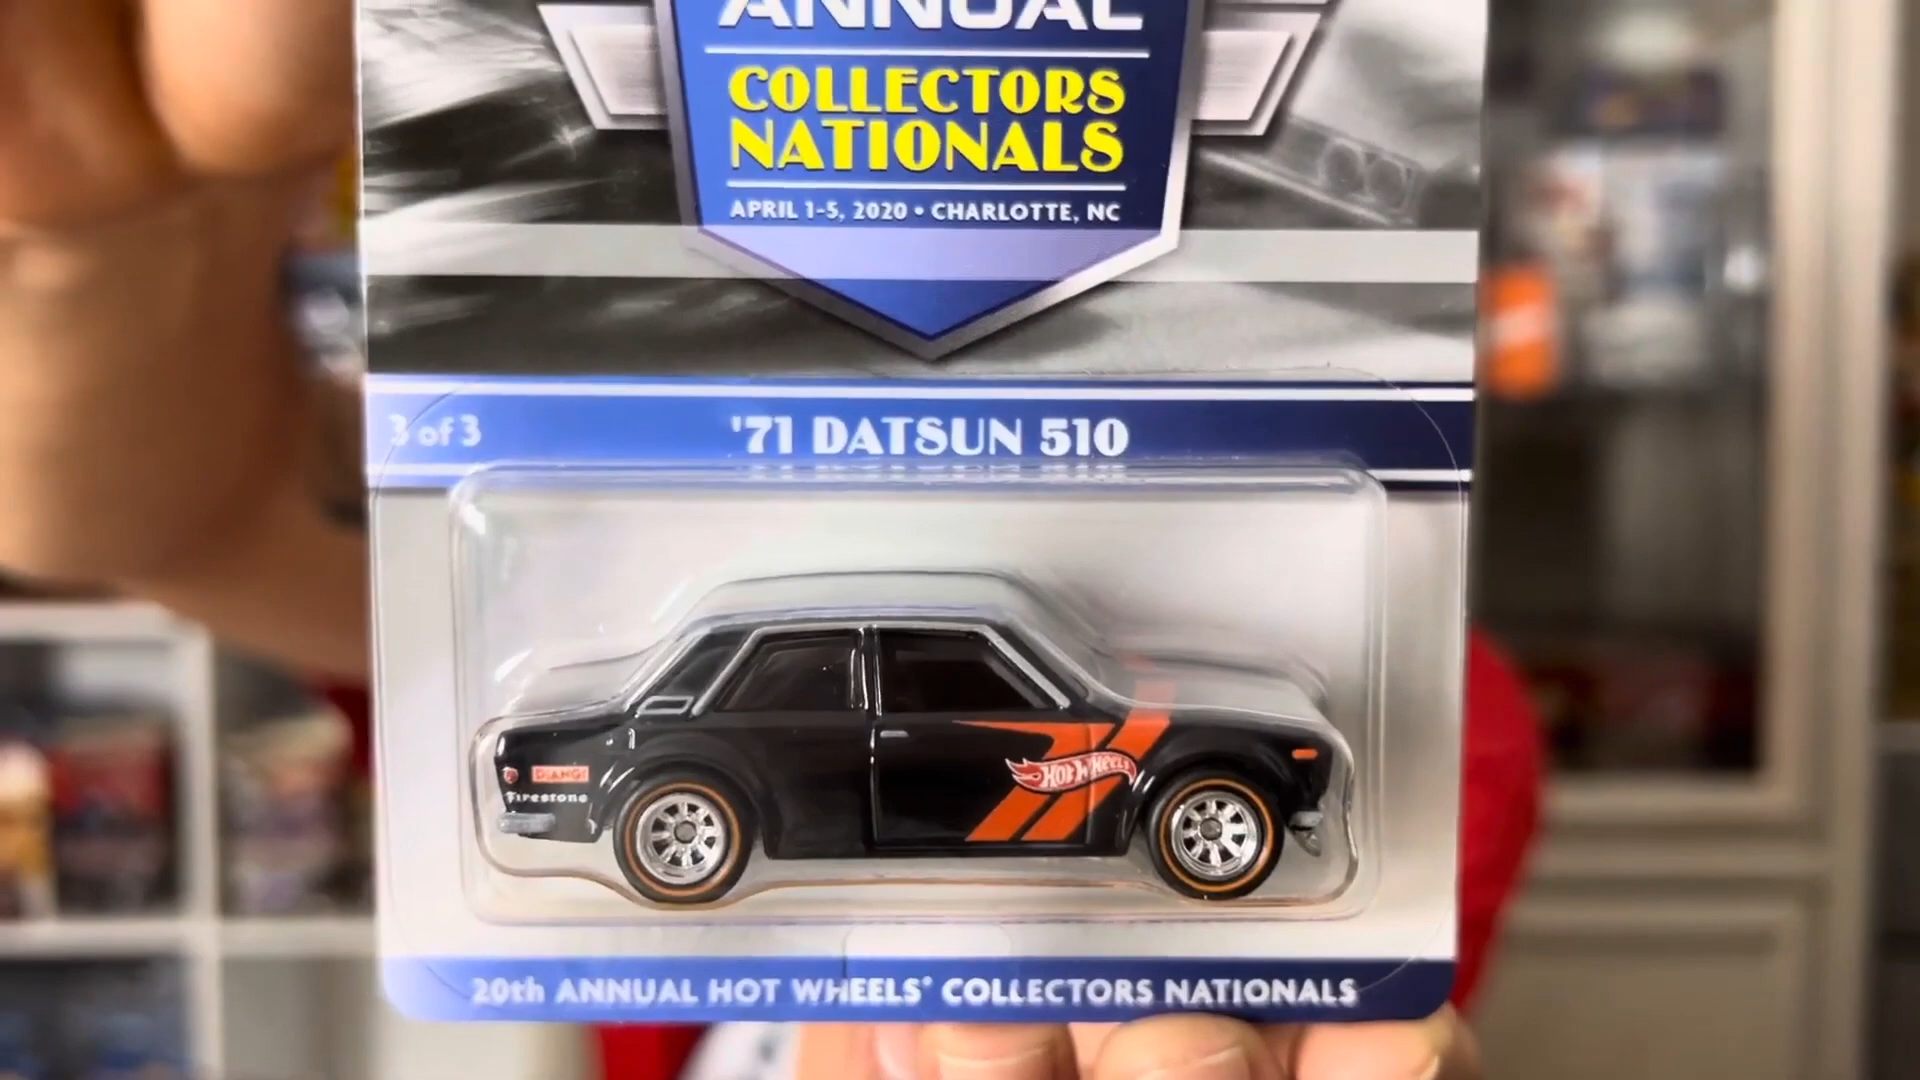 ANNUAL
COLLECTORS
NATIONALS
APRIL 1-5, 2020 • CHARLOTTE, NC
3 of 3
'71 DATSUN 510
HOT WHEELS
Firestone
20th ANNUAL HOT WHEELS® COLLECTORS NATIONALS